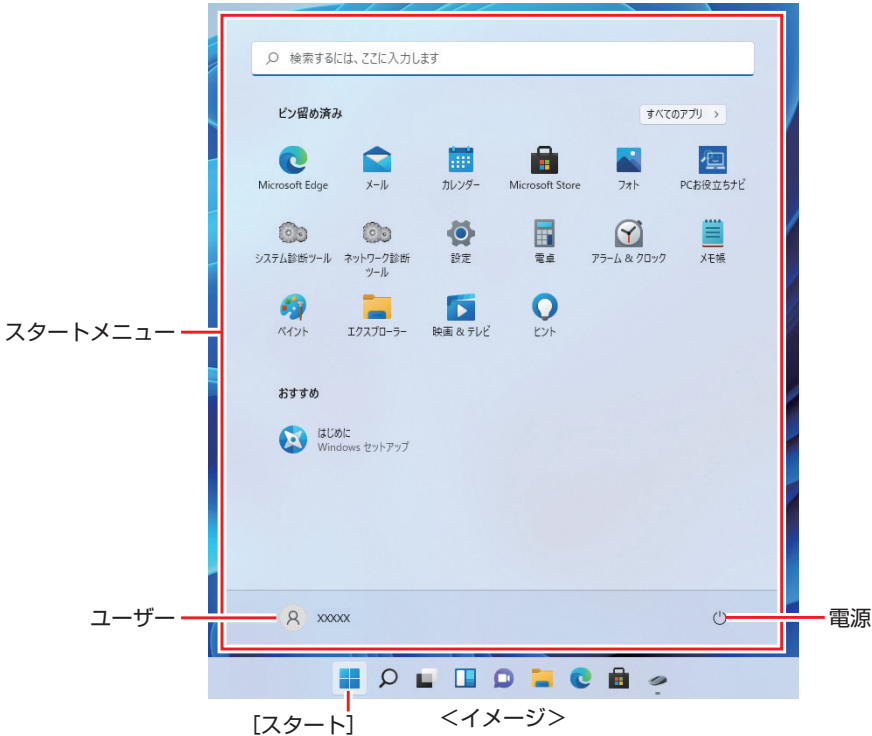 検索するには、ここに入力します
ピン留め済み
すべてのアプリ >
Microsoft Edge
メール
カレンダー
Microsoft Store
フォト
PCお役立ちナビ
システム診断ツール
ネットワーク診断
ツール
設定
電卓
アラーム & クロック
メモ帳
ペイント
エクスプローラー
映画 & テレビ
ヒント
スタートメニュー
おすすめ
はじめに
Windows セットアップ
ユーザー
xxxxx
電源
[スタート]
＜イメージ＞